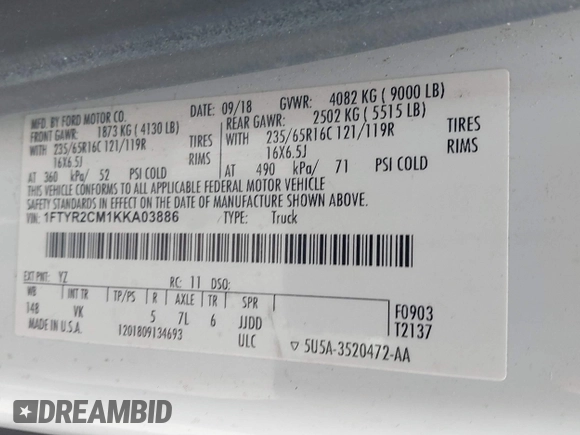 MFD. BY FORD MOTOR CO.
DATE: 09/18 GVWR: 4082 KG ( 9000 LB)
FRONT GAWR: 1873 KG ( 4130 LB) REAR GAWR: 2502 KG ( 5515 LB)
WITH 235/65R16C 121/119R TIRES WITH 235/65R16C 121/119R TIRES
16X6.5J RIMS 16X6.5J RIMS
AT 360 kPa/ 52 PSI COLD AT 490 kPa/ 71 PSI COLD
THIS VEHICLE CONFORMS TO ALL APPLICABLE FEDERAL MOTOR VEHICLE
SAFETY STANDARDS IN EFFECT ON THE DATE OF MANUFACTURE SHOWN ABOVE.
VIN: 1FTYR2CM1KKA03886 TYPE: Truck
EXT PNT: YZ RC: 11 DSO:
WB INT TR TP/PS R AXLE TR SPR F0903
148 VK 5 7L 6 JJDD T2137
MADE IN U.S.A. 1201809134693 ULC ▽ 5U5A-3520472-AA
DREAMBID